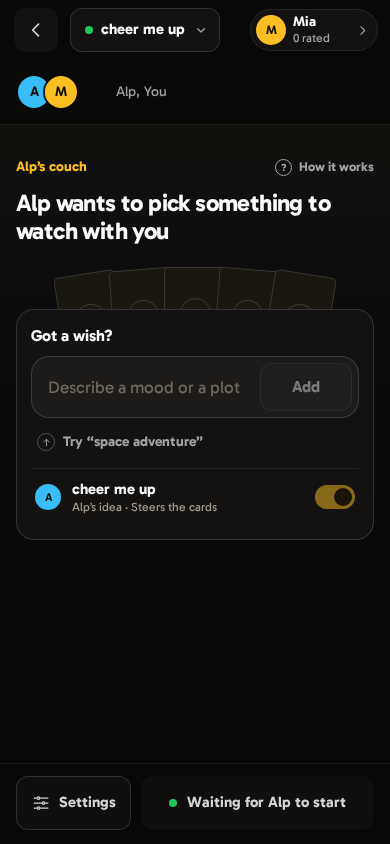 cheer me up
M
Mia
0 rated
A M
Alp, You
Alp's couch
? How it works
Alp wants to pick something to
watch with you
Got a wish?
Describe a mood or a plot
Add
Try “space adventure”
A
cheer me up
Alp's idea · Steers the cards
Settings
Waiting for Alp to start